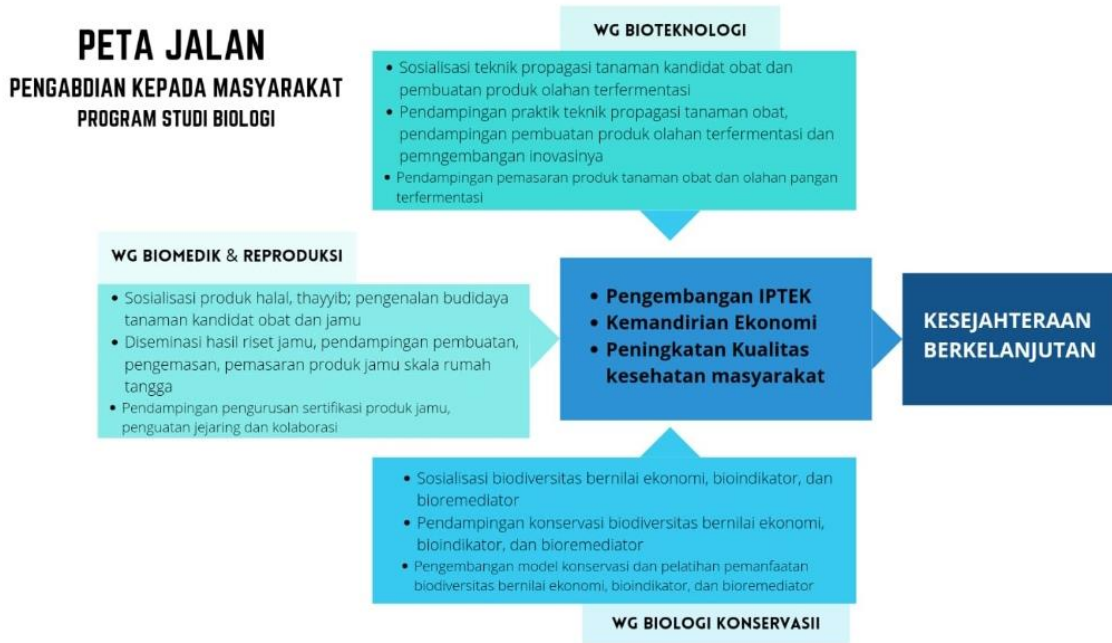 PETA JALAN
PENGABDIAN KEPADA MASYARAKAT
PROGRAM STUDI BIOLOGI
WG BIOTEKNOLOGI
• Sosialisasi teknik propagasi tanaman kandidat obat dan
pembuatan produk olahan terfermentasi
• Pendampingan praktik teknik propagasi tanaman obat,
pendampingan pembuatan produk olahan terfermentasi dan
pemngembangan inovasinya
• Pendampingan pemasaran produk tanaman obat dan olahan pangan
terfermentasi
WG BIOMEDIK & REPRODUKSI
• Sosialisasi produk halal, thayyib; pengenalan budidaya
tanaman kandidat obat dan jamu
• Diseminasi hasil riset jamu, pendampingan pembuatan,
pengemasan, pemasaran produk jamu skala rumah
tangga
• Pendampingan pengurusan sertifikasi produk jamu,
penguatan jejaring dan kolaborasi
• Pengembangan IPTEK
• Kemandirian Ekonomi
• Peningkatan Kualitas
kesehatan masyarakat
KESEJAHTERAAN
BERKELANJUTAN
• Sosialisasi biodiversitas bernilai ekonomi, bioindikator, dan
bioremediator
• Pendampingan konservasi biodiversitas bernilai ekonomi,
bioindikator, dan bioremediator
• Pengembangan model konservasi dan pelatihan pemanfaatan
biodiversitas bernilai ekonomi, bioindikator, dan bioremediator
WG BIOLOGI KONSERVASII